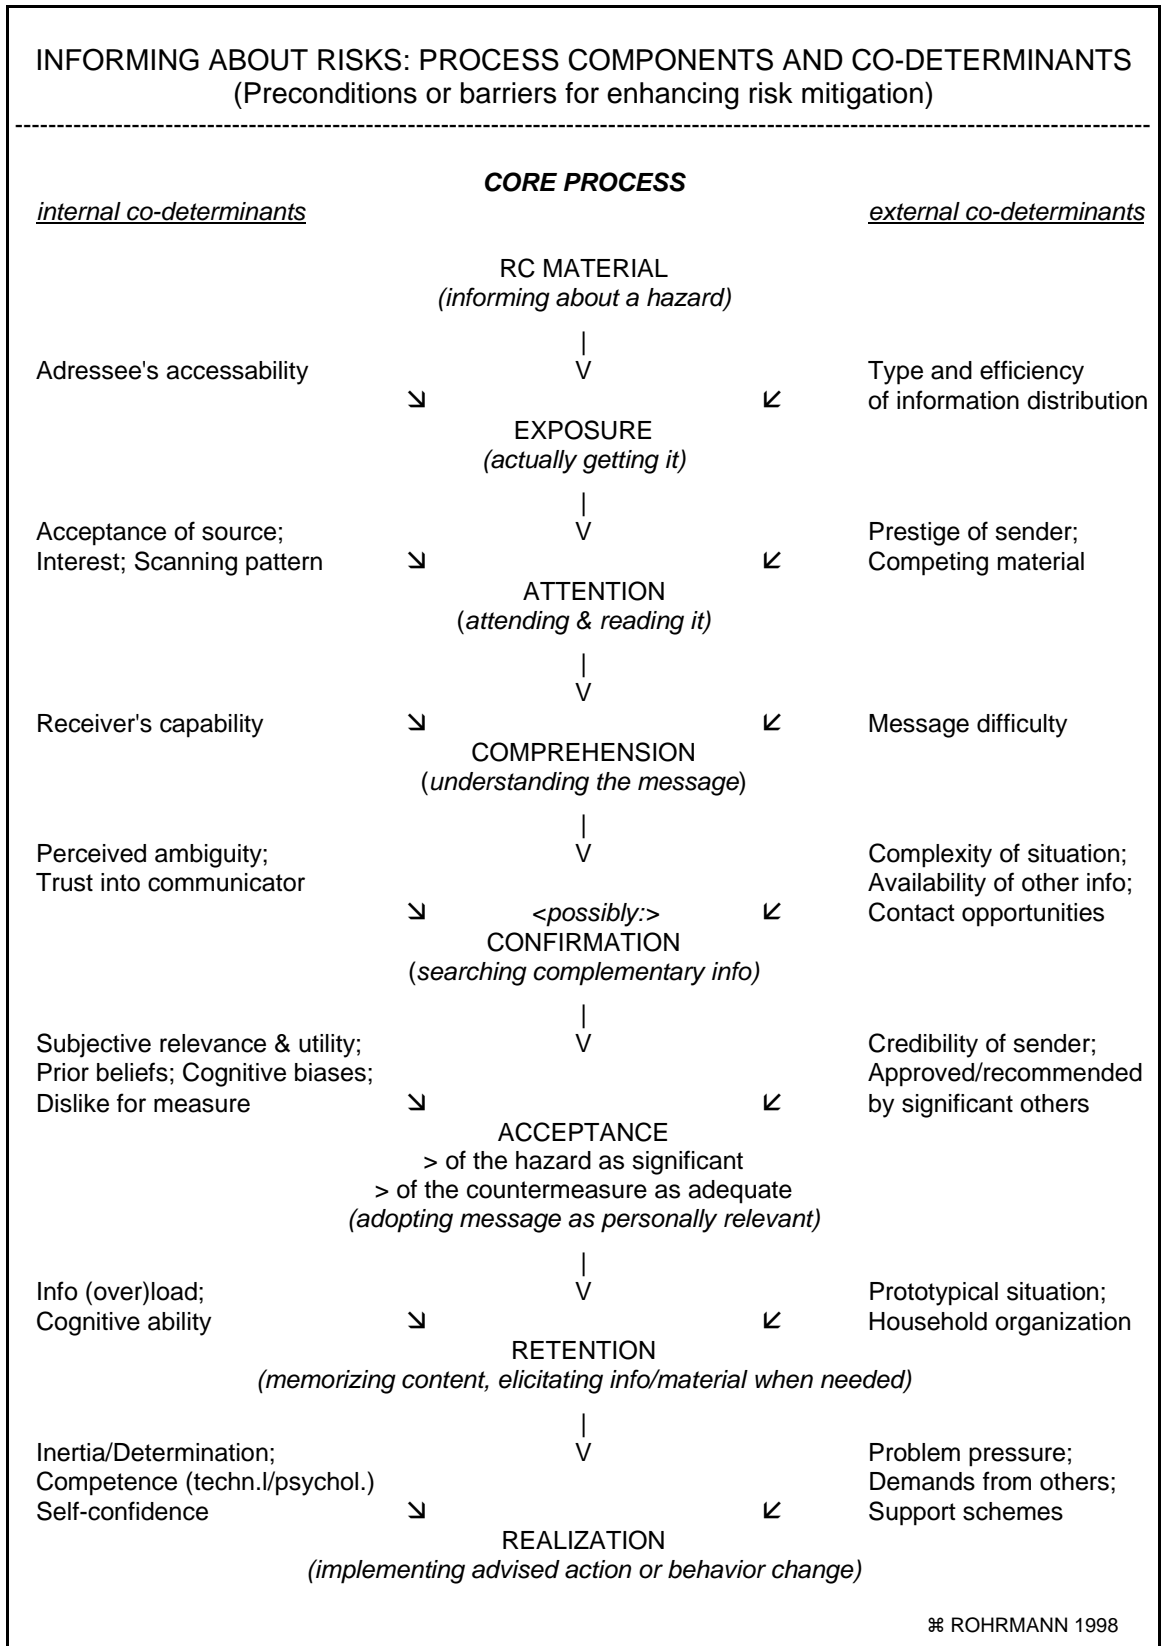 INFORMING ABOUT RISKS: PROCESS COMPONENTS AND CO-DETERMINANTS
(Preconditions or barriers for enhancing risk mitigation)
CORE PROCESS
internal co-determinants
external co-determinants
RC MATERIAL
(informing about a hazard)
|
V
Adressee's accessability
Type and efficiency
of information distribution
EXPOSURE
(actually getting it)
|
V
Acceptance of source;
Interest; Scanning pattern
Prestige of sender;
Competing material
ATTENTION
(attending & reading it)
|
V
Receiver's capability
Message difficulty
COMPREHENSION
(understanding the message)
|
V
Perceived ambiguity;
Trust into communicator
Complexity of situation;
Availability of other info;
Contact opportunities
<possibly:>
CONFIRMATION
(searching complementary info)
|
V
Subjective relevance & utility;
Prior beliefs; Cognitive biases;
Dislike for measure
Credibility of sender;
Approved/recommended
by significant others
ACCEPTANCE
> of the hazard as significant
> of the countermeasure as adequate
(adopting message as personally relevant)
|
V
Info (over)load;
Cognitive ability
Prototypical situation;
Household organization
RETENTION
(memorizing content, elicitating info/material when needed)
|
V
Inertia/Determination;
Competence (techn.l/psychol.)
Self-confidence
Problem pressure;
Demands from others;
Support schemes
REALIZATION
(implementing advised action or behavior change)
⌘ ROHRMANN 1998